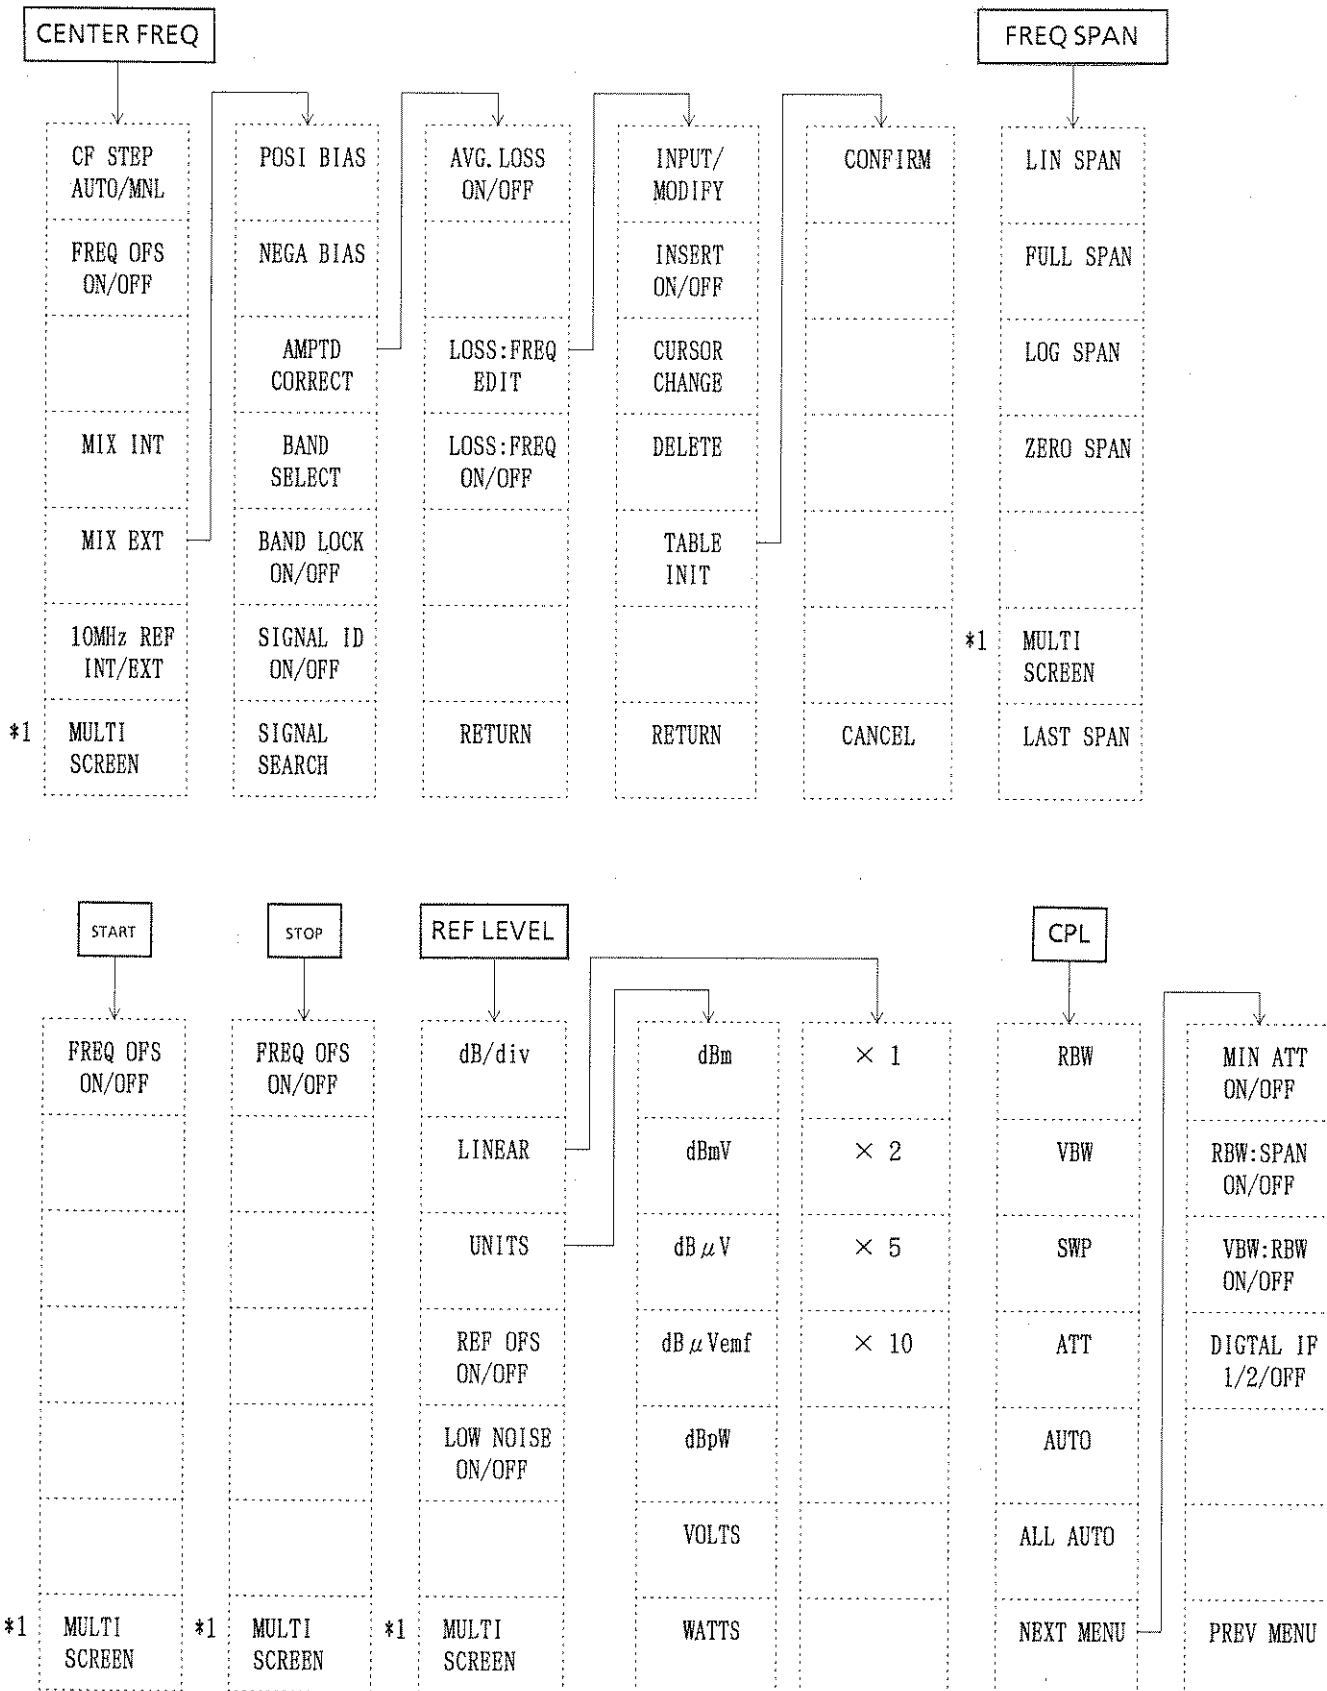 CENTER FREQ
CF STEP
AUTO/MNL
FREQ OFS
ON/OFF
MIX INT
MIX EXT
10MHz REF
INT/EXT
*1 MULTI
SCREEN
POSI BIAS
NEGA BIAS
AMPTD
CORRECT
BAND
SELECT
BAND LOCK
ON/OFF
SIGNAL ID
ON/OFF
SIGNAL
SEARCH
AVG. LOSS
ON/OFF
LOSS:FREQ
EDIT
LOSS:FREQ
ON/OFF
RETURN
INPUT/
MODIFY
INSERT
ON/OFF
CURSOR
CHANGE
DELETE
TABLE
INIT
RETURN
CONFIRM
CANCEL
FREQ SPAN
LIN SPAN
FULL SPAN
LOG SPAN
ZERO SPAN
*1 MULTI
SCREEN
LAST SPAN
START
FREQ OFS
ON/OFF
*1 MULTI
SCREEN
STOP
FREQ OFS
ON/OFF
*1 MULTI
SCREEN
REF LEVEL
dB/div
LINEAR
UNITS
REF OFS
ON/OFF
LOW NOISE
ON/OFF
*1 MULTI
SCREEN
dBm
dBmV
dBμV
dBμVemf
dBpW
VOLTS
WATTS
× 1
× 2
× 5
× 10
CPL
RBW
VBW
SWP
ATT
AUTO
ALL AUTO
NEXT MENU
MIN ATT
ON/OFF
RBW:SPAN
ON/OFF
VBW:RBW
ON/OFF
DIGTAL IF
1/2/OFF
PREV MENU